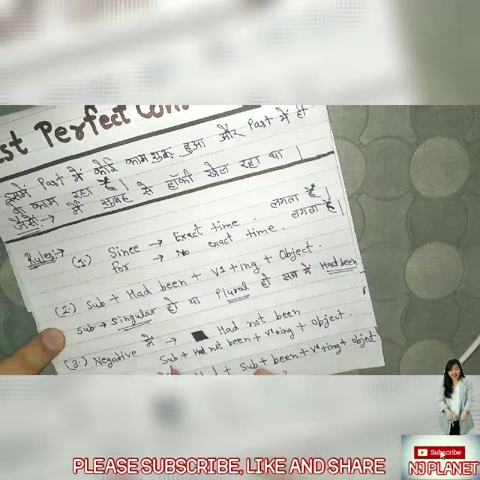 st Perfect Con
इसमें Past में कोई काम शुरू हुआ और Past में ही
काम रहा है |
जैसे:→ मैं सुबह से हॉकी खेल रहा था |
Rules:→ (1.) Since → Exact time. लगता है |
for → No exact time. लगता है |
(2.) Sub + Had been + V1 + ing + Object.
Sub → Singular हो या Plural हो सब में Had been
(3.) Negative में → Had not been
Sub + Had not been + V¹+ing + object.
Sub + been + V¹+ing + object
PLEASE SUBSCRIBE, LIKE AND SHARE
Subscribe
NJ PLANET